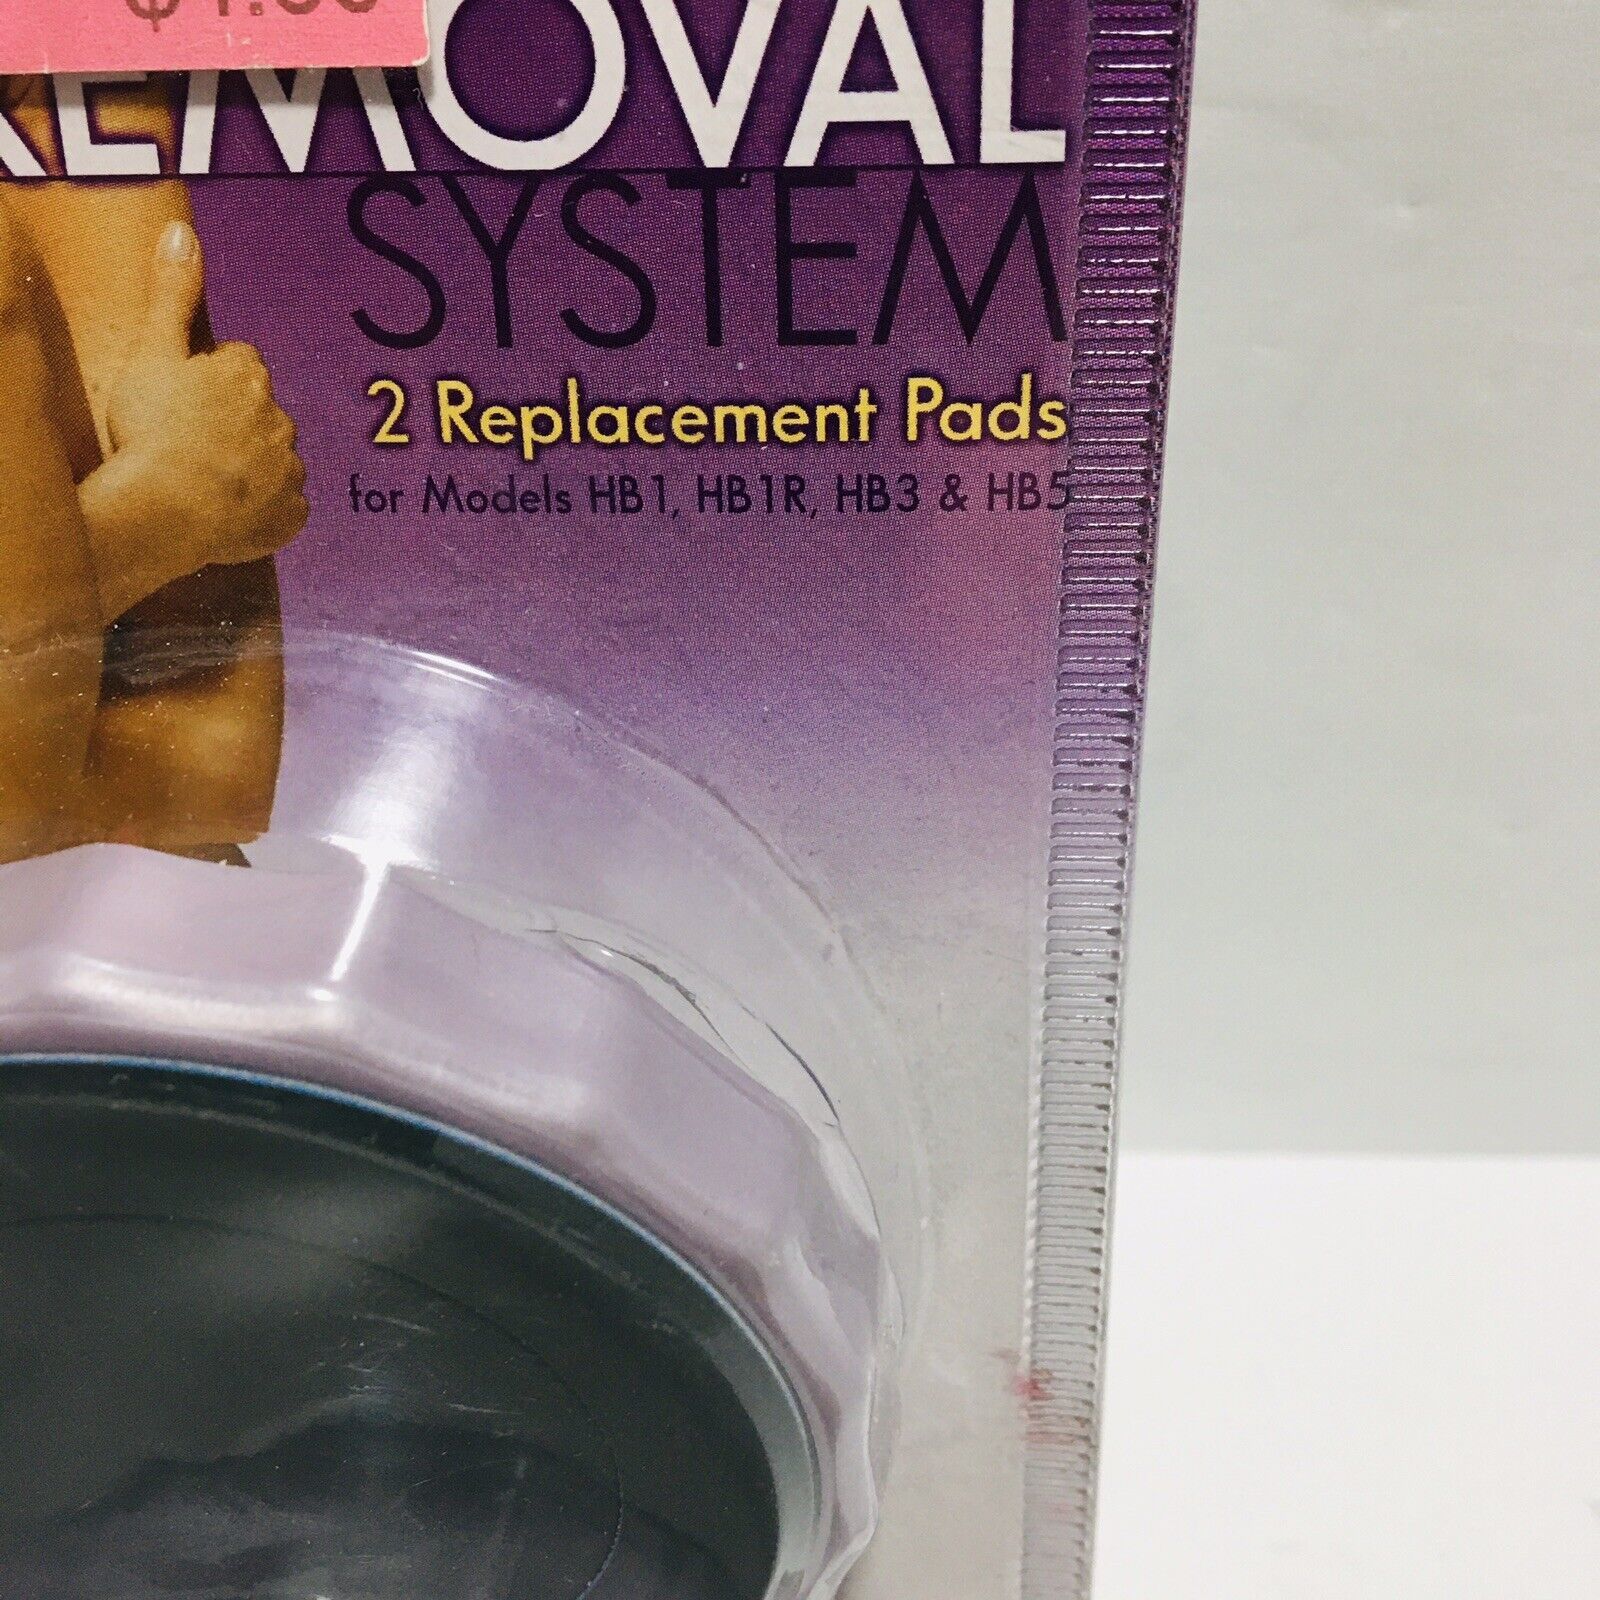 REMOVAL
SYSTEM
2 Replacement Pads
for Models HB1, HB1R, HB3 & HB5